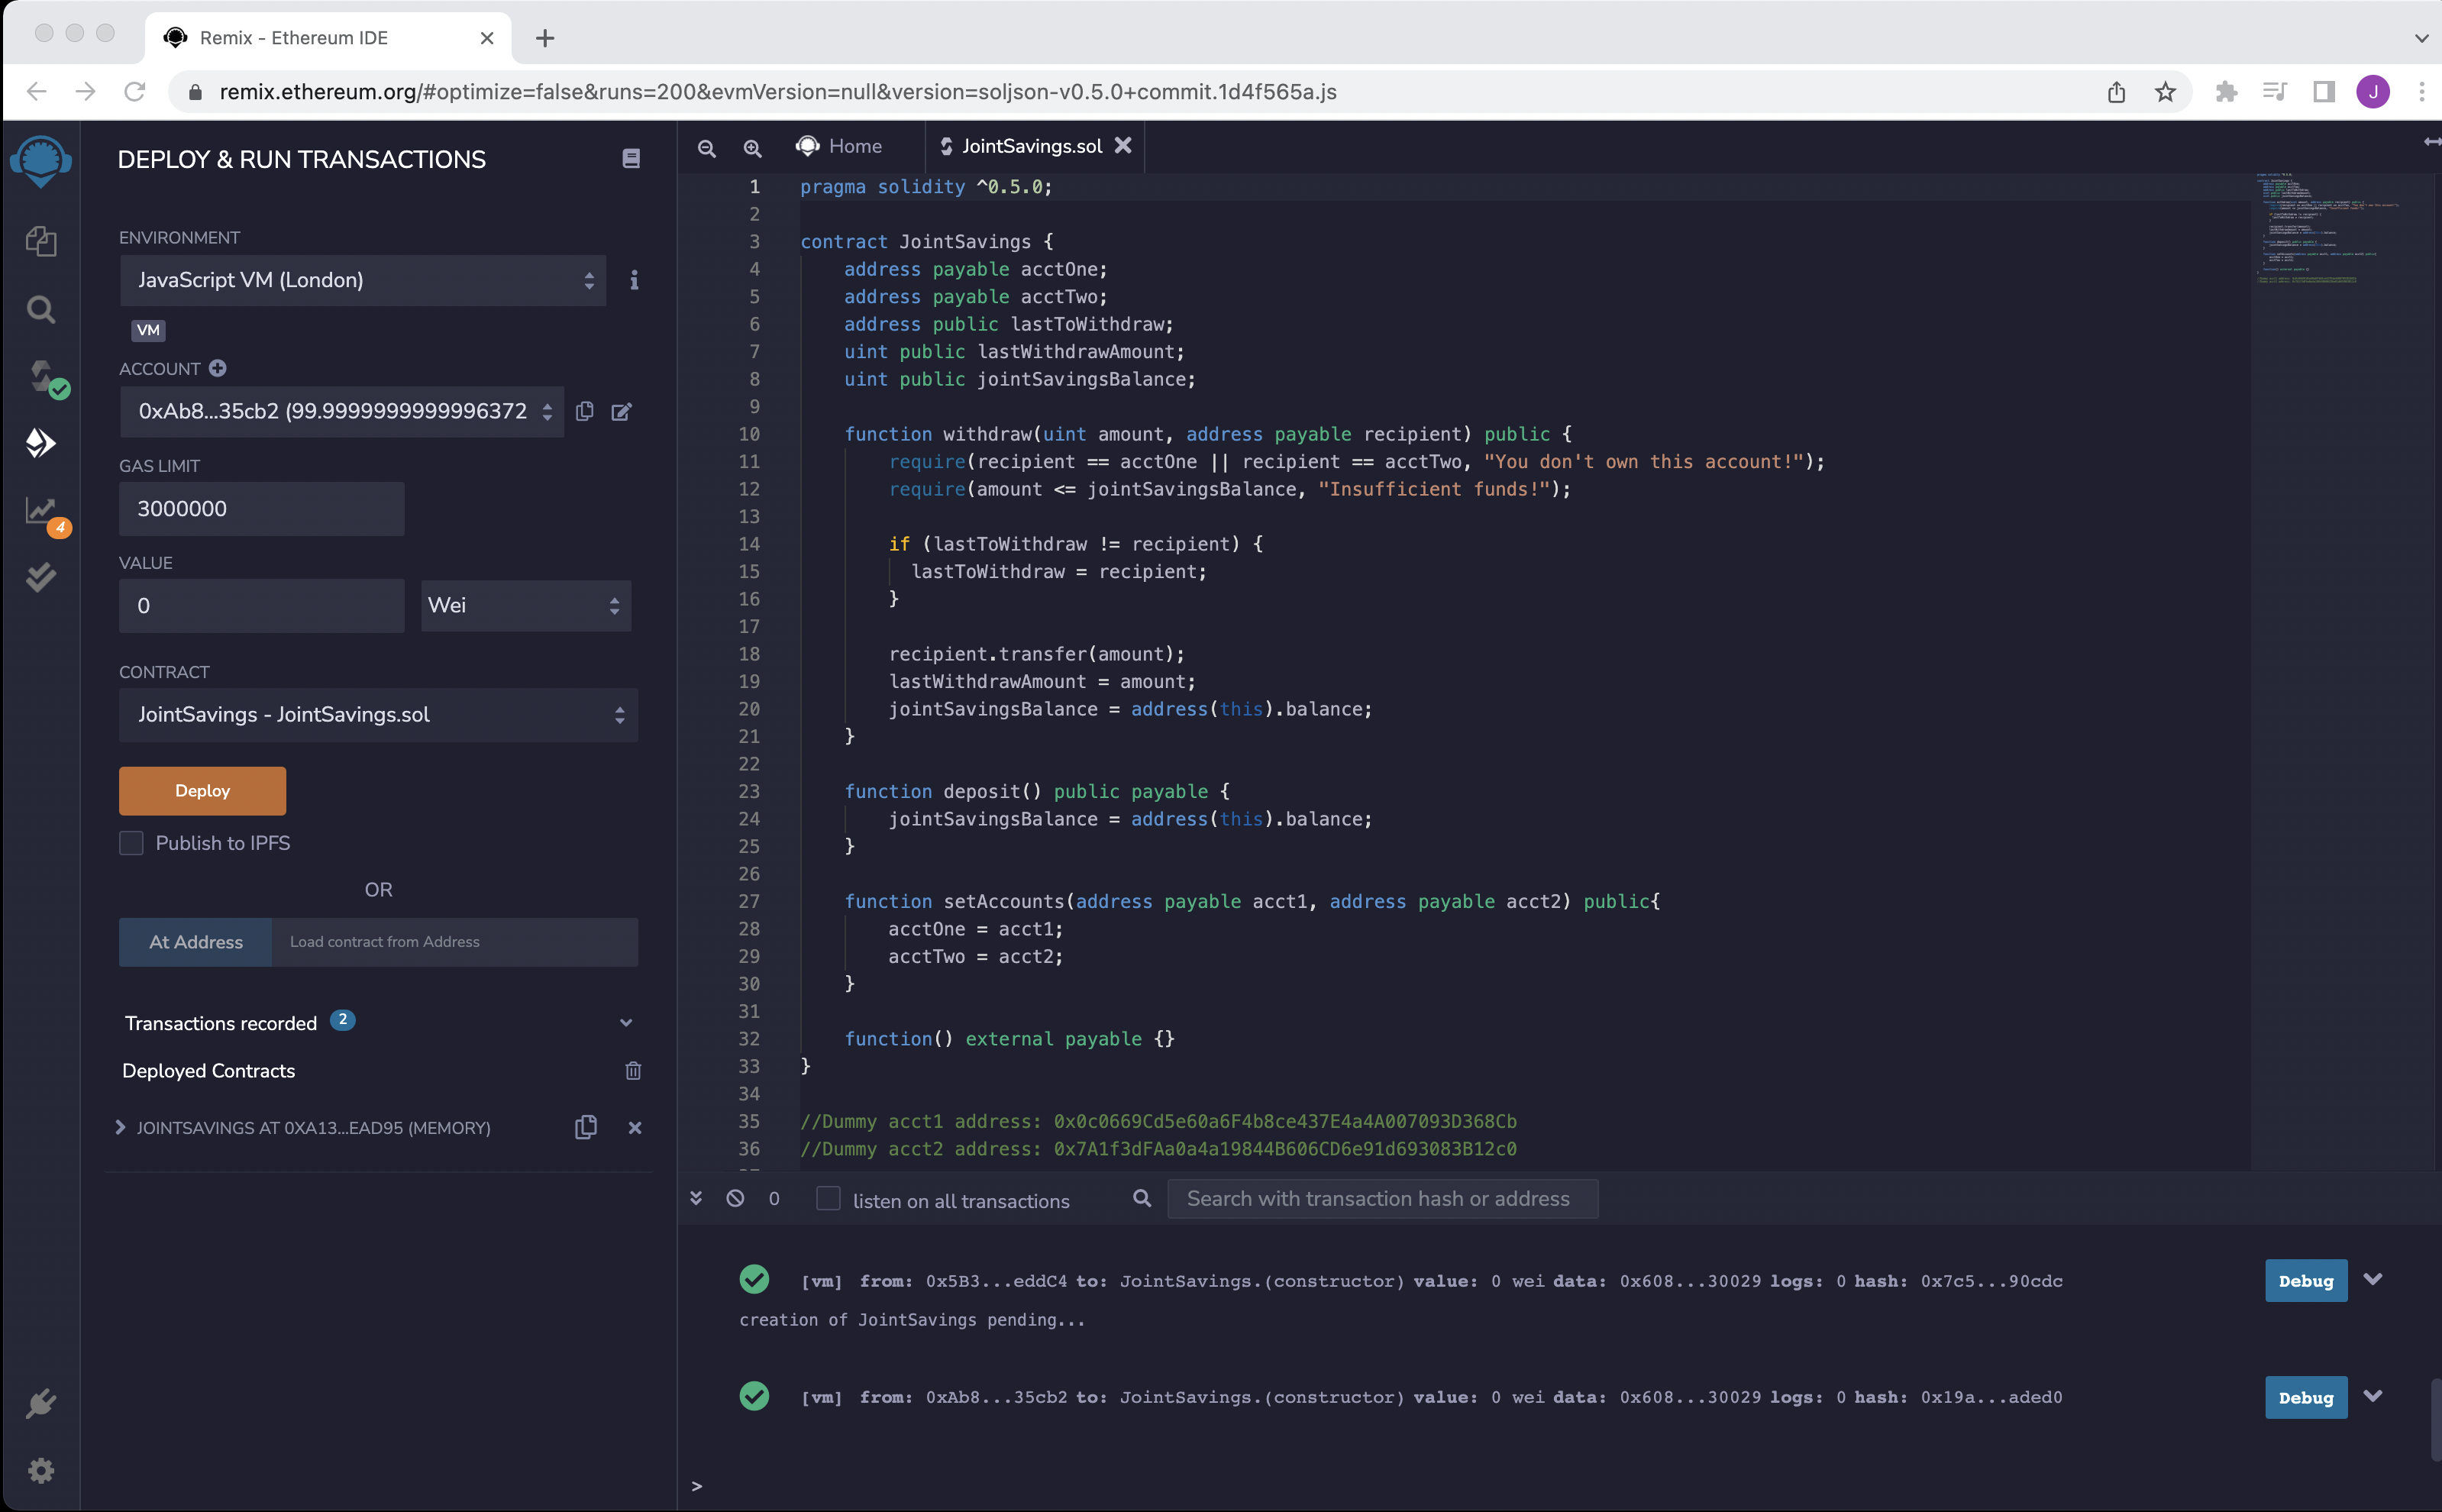 Remix - Ethereum IDE
remix.ethereum.org/#optimize=false&runs=200&evmVersion=null&version=soljson-v0.5.0+commit.1d4f565a.js
J
DEPLOY & RUN TRANSACTIONS
ENVIRONMENT
JavaScript VM (London)
VM
ACCOUNT
0xAb8...35cb2 (99.9999999999996372
GAS LIMIT
3000000
VALUE
0
Wei
CONTRACT
JointSavings - JointSavings.sol
Deploy
Publish to IPFS
OR
At Address
Load contract from Address
Transactions recorded 2
Deployed Contracts
JOINTSAVINGS AT 0XA13...EAD95 (MEMORY)
4
Home
JointSavings.sol
1 pragma solidity ^0.5.0;
2
3 contract JointSavings {
4 address payable acctOne;
5 address payable acctTwo;
6 address public lastToWithdraw;
7 uint public lastWithdrawAmount;
8 uint public jointSavingsBalance;
9
10 function withdraw(uint amount, address payable recipient) public {
11 require(recipient == acctOne || recipient == acctTwo, "You don't own this account!");
12 require(amount <= jointSavingsBalance, "Insufficient funds!");
13
14 if (lastToWithdraw != recipient) {
15 lastToWithdraw = recipient;
16 }
17
18 recipient.transfer(amount);
19 lastWithdrawAmount = amount;
20 jointSavingsBalance = address(this).balance;
21 }
22
23 function deposit() public payable {
24 jointSavingsBalance = address(this).balance;
25 }
26
27 function setAccounts(address payable acct1, address payable acct2) public{
28 acctOne = acct1;
29 acctTwo = acct2;
30 }
31
32 function() external payable {}
33 }
34
35 //Dummy acct1 address: 0x0c0669Cd5e60a6F4b8ce437E4a4A007093D368Cb
36 //Dummy acct2 address: 0x7A1f3dFAa0a4a19844B606CD6e91d693083B12c0
0
listen on all transactions
Search with transaction hash or address
[vm] from: 0x5B3...eddC4 to: JointSavings.(constructor) value: 0 wei data: 0x608...30029 logs: 0 hash: 0x7c5...90cdc
Debug
creation of JointSavings pending...
[vm] from: 0xAb8...35cb2 to: JointSavings.(constructor) value: 0 wei data: 0x608...30029 logs: 0 hash: 0x19a...aded0
Debug
>